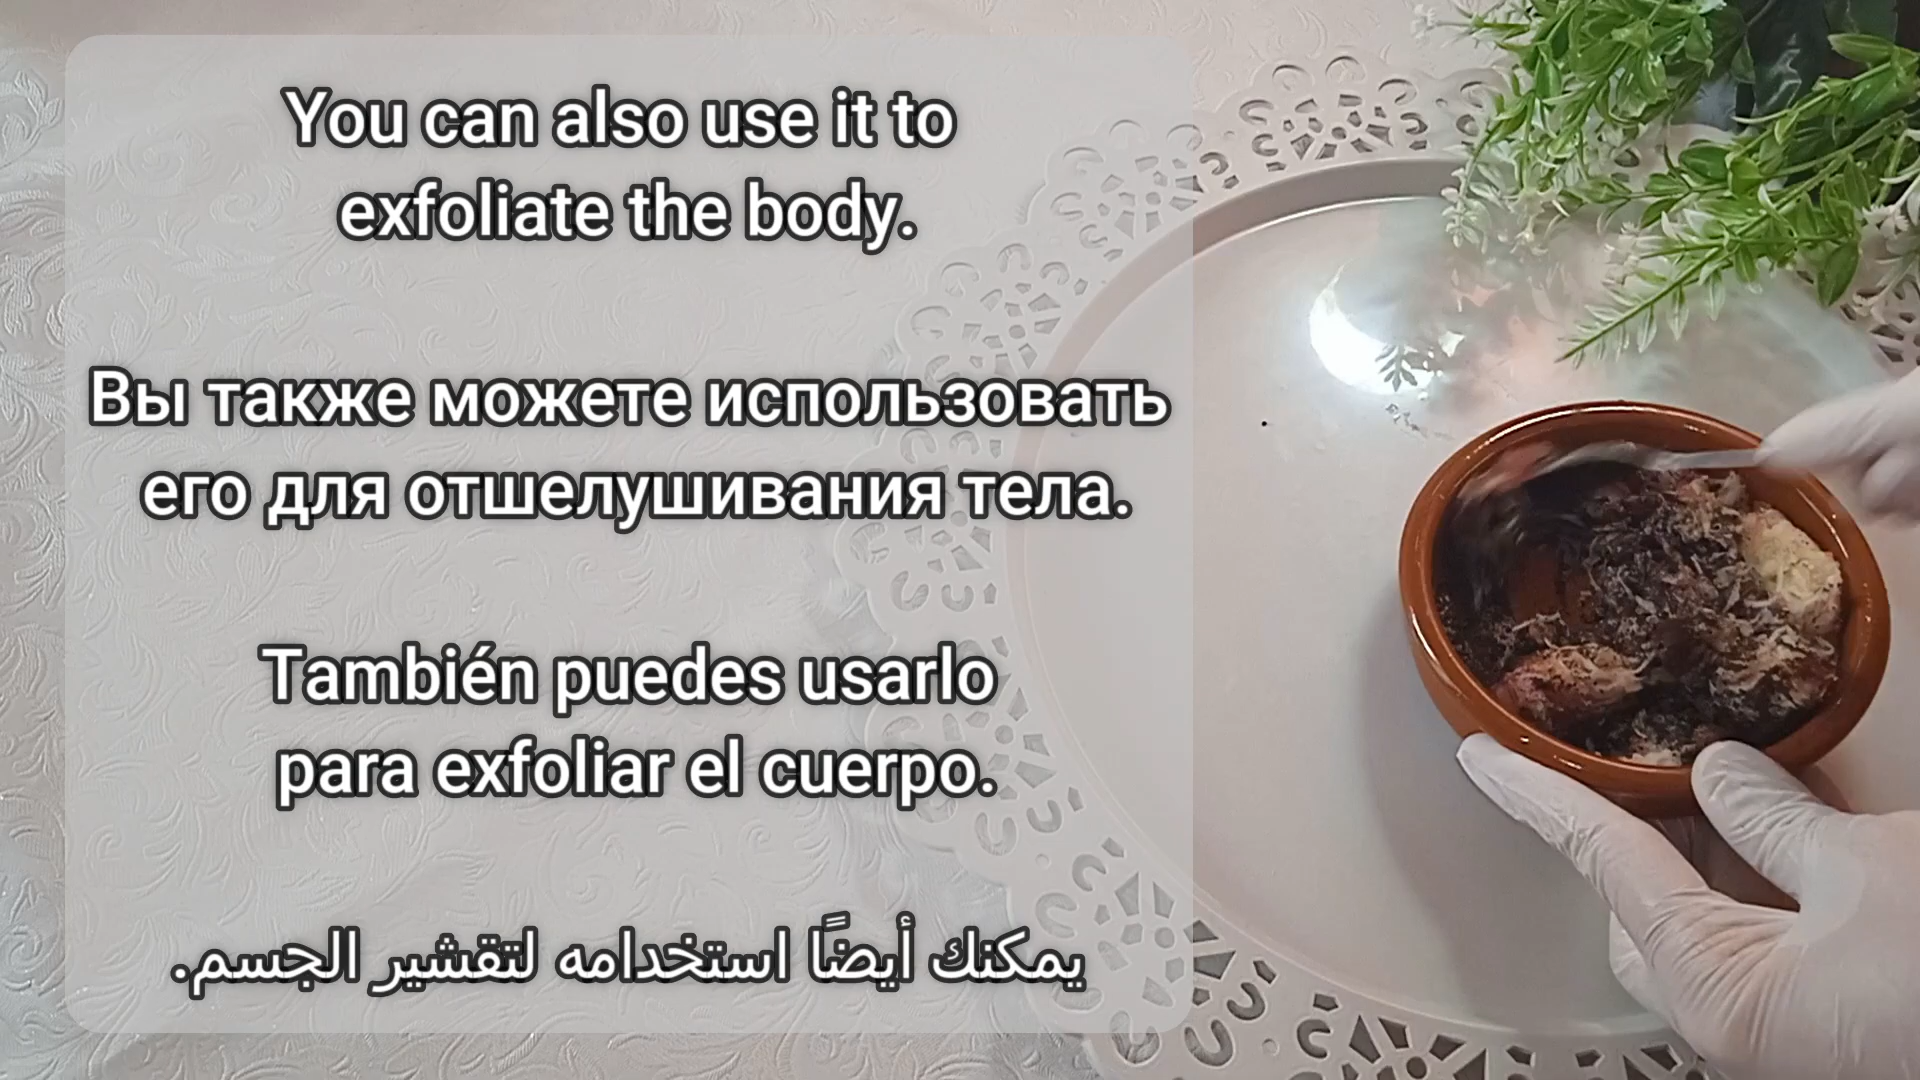 You can also use it to
exfoliate the body.
Вы также можете использовать
его для отшелушивания тела.
También puedes usarlo
para exfoliar el cuerpo.
يمكنك أيضًا استخدامه لتقشير الجسم.